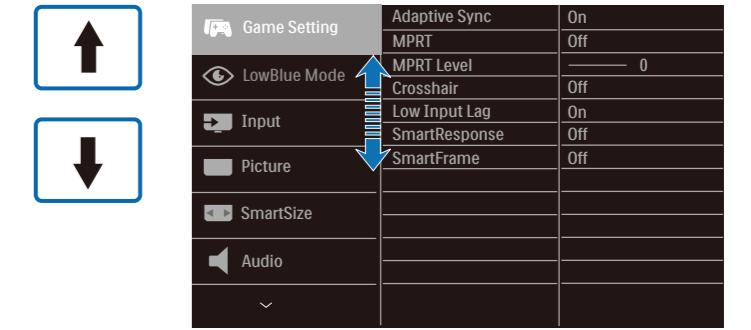 Game Setting
LowBlue Mode
Input
Picture
SmartSize
Audio
Adaptive Sync On
MPRT Off
MPRT Level 0
Crosshair Off
Low Input Lag On
SmartResponse Off
SmartFrame Off